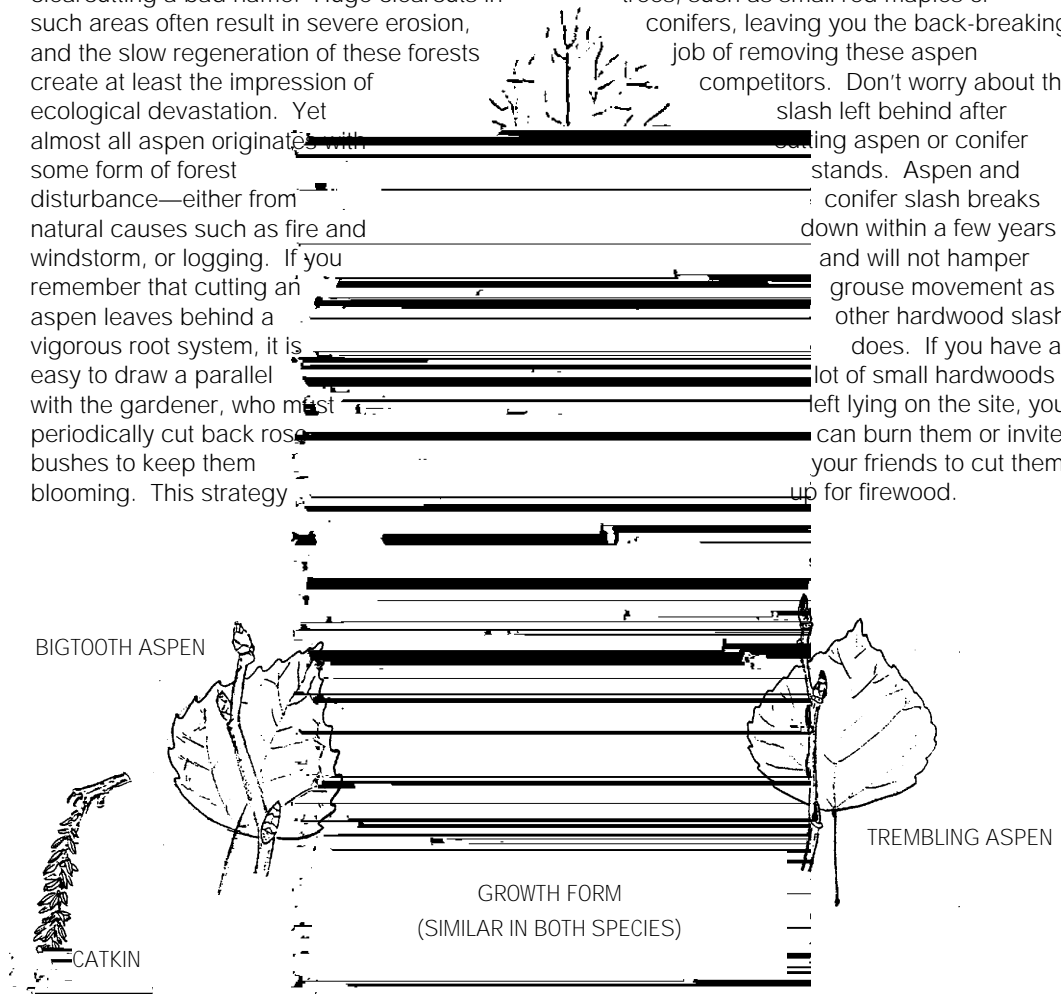 such areas often result in severe erosion,
and the slow regeneration of these forests
create at least the impression of
ecological devastation.  Yet
almost all aspen originates with
some form of forest
disturbance—either from
natural causes such as fire and
windstorm, or logging.  If you
remember that cutting an
aspen leaves behind a
vigorous root system, it is
easy to draw a parallel
with the gardener, who must
periodically cut back rose
bushes to keep them
blooming.  This strategy
conifers, leaving you the back-breaking
job of removing these aspen
competitors.  Don't worry about th
slash left behind after
cutting aspen or conifer
stands.  Aspen and
conifer slash breaks
down within a few years
and will not hamper
grouse movement as
other hardwood slash
does.  If you have a
lot of small hardwoods
left lying on the site, you
can burn them or invite
your friends to cut them
up for firewood.
BIGTOOTH ASPEN
TREMBLING ASPEN
GROWTH FORM
(SIMILAR IN BOTH SPECIES)
CATKIN